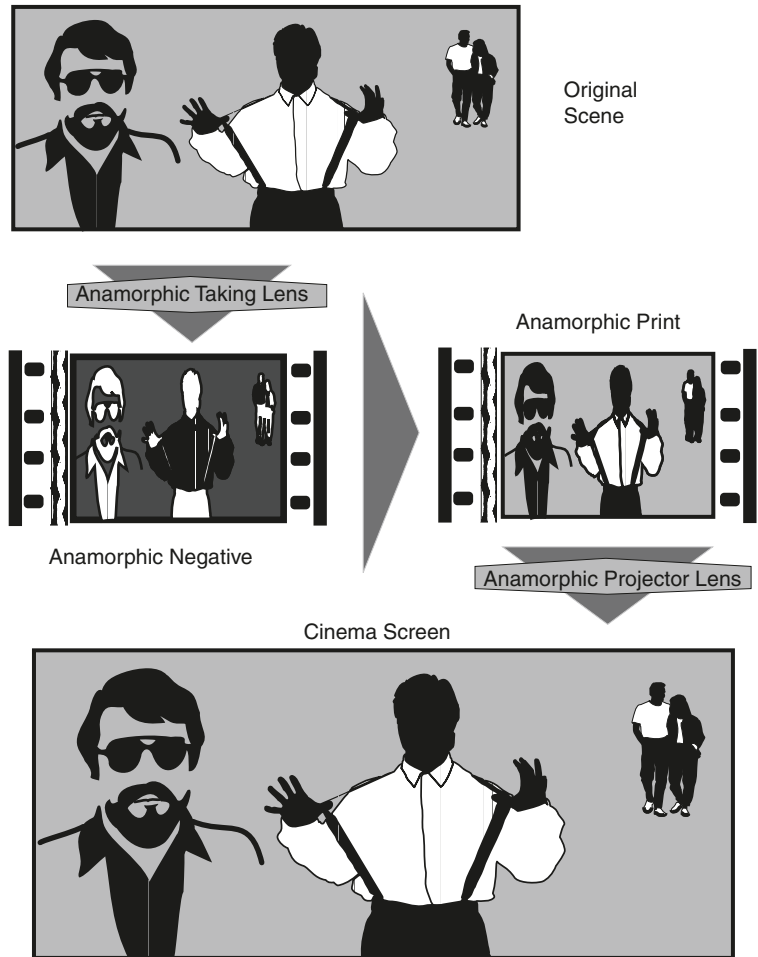 Original
Scene
Anamorphic Taking Lens
Anamorphic Print
Anamorphic Negative
Anamorphic Projector Lens
Cinema Screen